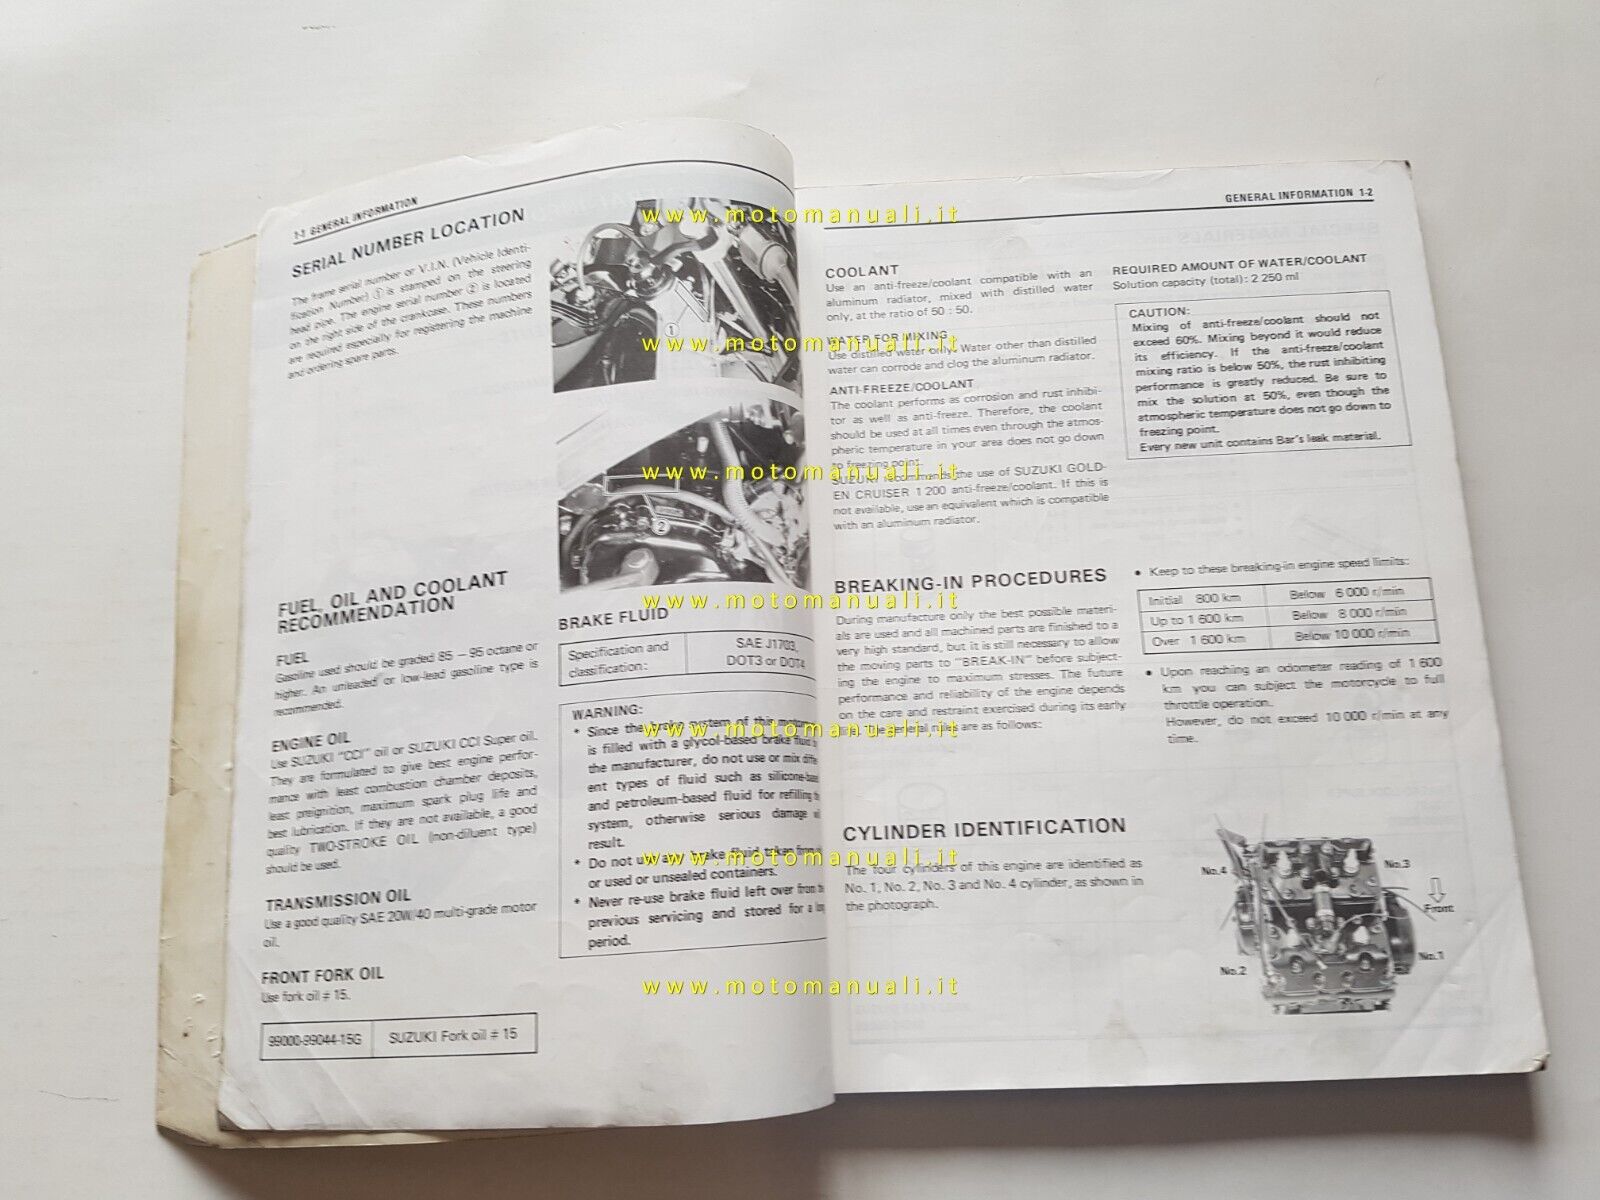 1-1 GENERAL INFORMATION
SERIAL NUMBER LOCATION
The frame serial number or V.I.N. (Vehicle Identi-
fication Number) ① is stamped on the steering
head pipe. The engine serial number ② is located
on the right side of the crankcase. These numbers
are required especially for registering the machine
and ordering spare parts.
①
②
FUEL, OIL AND COOLANT
RECOMMENDATION
FUEL
Gasoline used should be graded 85 – 95 octane or
higher. An unleaded or low-lead gasoline type is
recommended.
ENGINE OIL
Use SUZUKI "CCI" oil or SUZUKI CCI Super oil.
They are formulated to give best engine perfor-
mance with least combustion chamber deposits,
least preignition, maximum spark plug life and
best lubrication. If they are not available, a good
quality TWO-STROKE OIL (non-diluent type)
should be used.
TRANSMISSION OIL
Use a good quality SAE 20W/40 multi-grade motor
oil.
FRONT FORK OIL
Use fork oil # 15.
99000-99044-15G SUZUKI Fork oil # 15
BRAKE FLUID
Specification and
classification:
SAE J1703,
DOT3 or DOT4
WARNING:
* Since the brake system of this
is filled with a glycol-based brake fluid
the manufacturer, do not use or mix
ent types of fluid such as
and petroleum-based fluid for refilling
system, otherwise serious damage
result.
* Do not use any brake fluid taken from
or used or unsealed containers.
* Never re-use brake fluid left over from
previous servicing and stored for a
period.
GENERAL INFORMATION 1-2
COOLANT
Use an anti-freeze/coolant compatible with an
aluminum radiator, mixed with distilled water
only, at the ratio of 50 : 50.
WATER FOR MIXING
Use distilled water only. Water other than distilled
water can corrode and clog the aluminum radiator.
ANTI-FREEZE/COOLANT
The coolant performs as corrosion and rust inhibi-
tor as well as anti-freeze. Therefore, the coolant
should be used at all times even through the atmos-
pheric temperature in your area does not go down
to freezing point.
SUZUKI recommends the use of SUZUKI GOLD-
EN CRUISER 1 200 anti-freeze/coolant. If this is
not available, use an equivalent which is compatible
with an aluminum radiator.
REQUIRED AMOUNT OF WATER/COOLANT
Solution capacity (total): 2 250 ml
CAUTION:
Mixing of anti-freeze/coolant should not
exceed 60%. Mixing beyond it would reduce
its efficiency. If the anti-freeze/coolant
mixing ratio is below 50%, the rust inhibiting
performance is greatly reduced. Be sure to
mix the solution at 50%, even though the
atmospheric temperature does not go down to
freezing point.
Every new unit contains Bar's leak material.
BREAKING-IN PROCEDURES
During manufacture only the best possible materi-
als are used and all machined parts are finished to a
very high standard, but it is still necessary to allow
the moving parts to "BREAK-IN" before subject-
ing the engine to maximum stresses. The future
performance and reliability of the engine depends
on the care and restraint exercised during its early
life. The general rules are as follows:
• Keep to these breaking-in engine speed limits:
Initial 800 km Below 6 000 r/min
Up to 1 600 km Below 8 000 r/min
Over 1 600 km Below 10 000 r/min
• Upon reaching an odometer reading of 1 600
km you can subject the motorcycle to full
throttle operation.
However, do not exceed 10 000 r/min at any
time.
CYLINDER IDENTIFICATION
The four cylinders of this engine are identified as
No. 1, No. 2, No. 3 and No. 4 cylinder, as shown in
the photograph.
No.4
No.3
Front
No.2
No.1
www.motomanuali.it
www.motomanuali.it
www.motomanuali.it
www.motomanuali.it
www.motomanuali.it
www.motomanuali.it
www.motomanuali.it